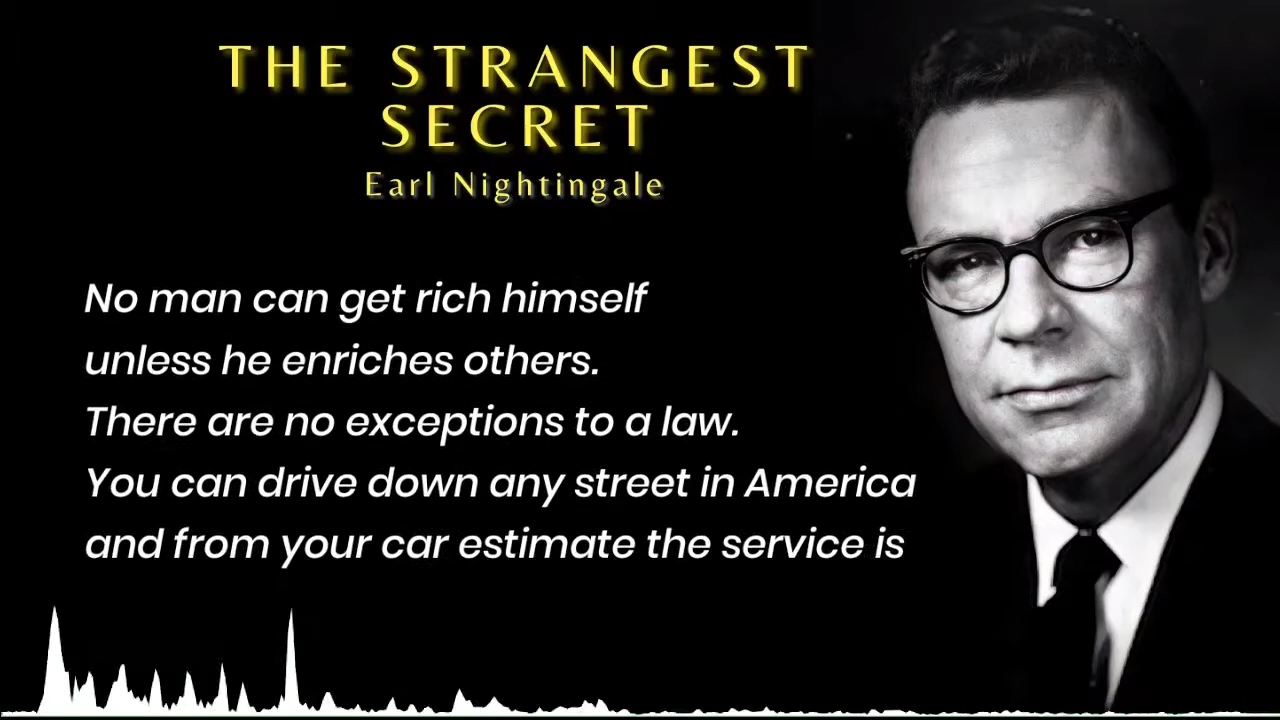 THE STRANGEST
SECRET
Earl Nightingale
No man can get rich himself
unless he enriches others.
There are no exceptions to a law.
You can drive down any street in America
and from your car estimate the service is